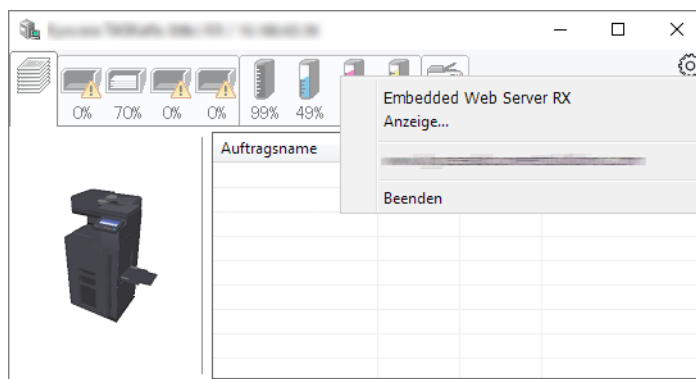 0% 70% 0% 0% 99% 49%
Embedded Web Server RX
Anzeige...
Auftragsname
Beenden